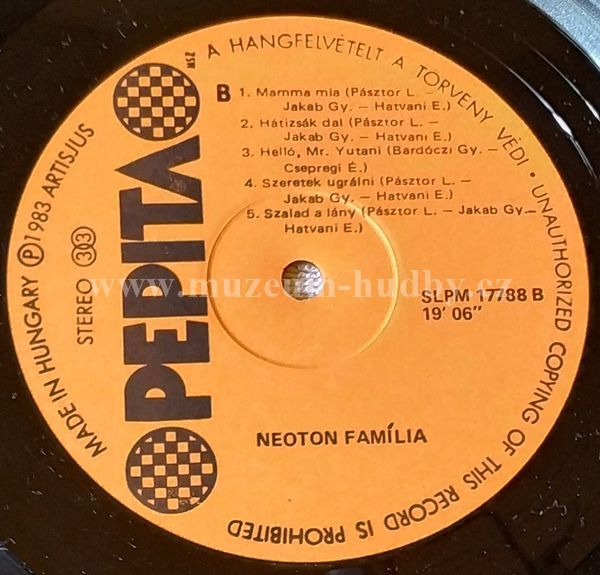 A HANGFELVÉTELT A TÖRVÉNY VÉDI • UNAUTHORIZED COPYING OF THIS RECORD IS PROHIBITED
MSZ
PEPITA
MADE IN HUNGARY Ⓟ 1983 ARTISJUS
STEREO 33
B
1. Mamma mia (Pásztor L. –
Jakab Gy. – Hatvani E.)
2. Hátizsák dal (Pásztor L. –
Jakab Gy. – Hatvani E.)
3. Helló, Mr. Yutani (Bardóczi Gy. –
Csepregi É.)
4. Szeretek ugrálni (Pásztor L. –
Jakab Gy. – Hatvani E.)
5. Szalad a lány (Pásztor L. – Jakab Gy. –
Hatvani E.)
www.muzeum-hudby.cz
SLPM 17788 B
19' 06"
NEOTON FAMÍLIA